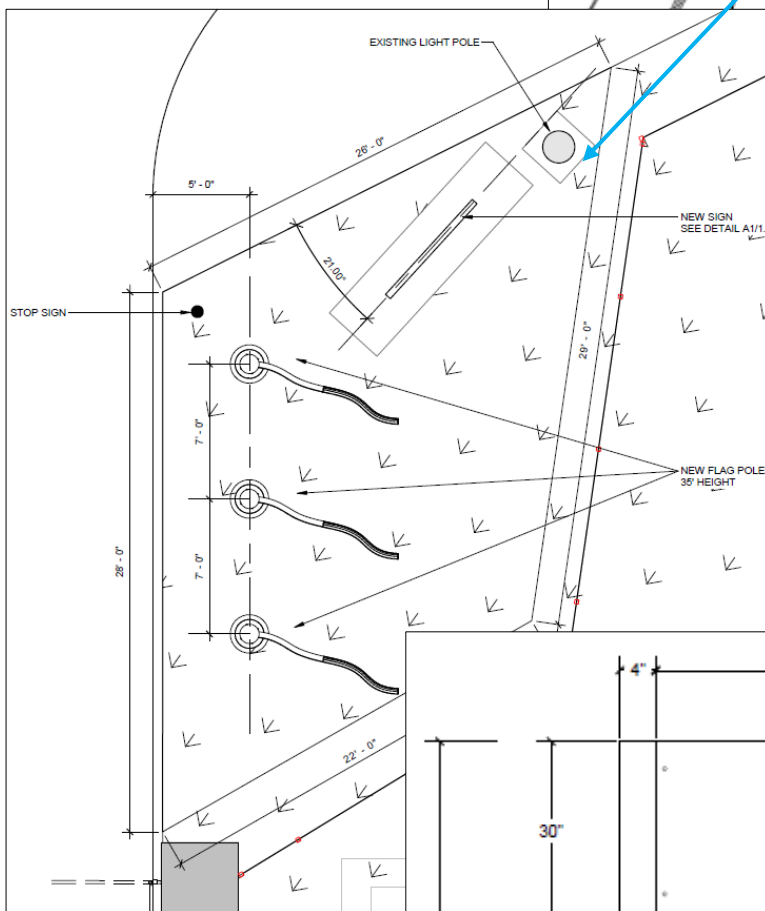 EXISTING LIGHT POLE
26' - 0"
5' - 0"
NEW SIGN
SEE DETAIL A1/1.
21.00°
STOP SIGN
29' - 0"
7' - 0"
NEW FLAG POLE
35' HEIGHT
28' - 0"
7' - 0"
4"
22' - 0"
30"